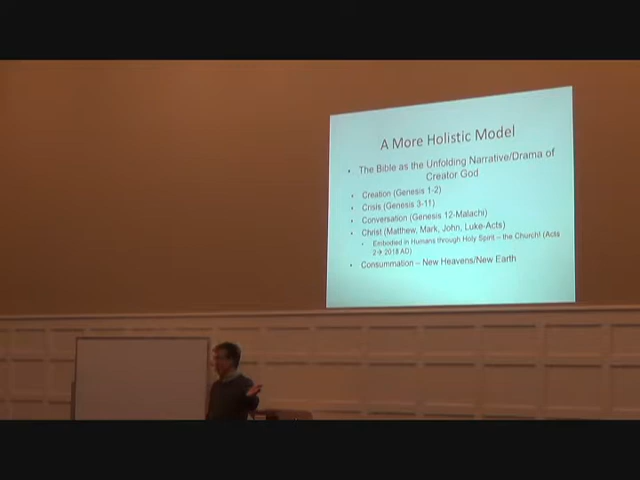 A More Holistic Model
• The Bible as the Unfolding Narrative/Drama of
Creator God
• Creation (Genesis 1-2)
• Crisis (Genesis 3-11)
• Conversation (Genesis 12-Malachi)
• Christ (Matthew, Mark, John, Luke-Acts)
• Embodied in Humans through Holy Spirit – the Church! (Acts
2→ 2018 AD)
• Consummation – New Heavens/New Earth